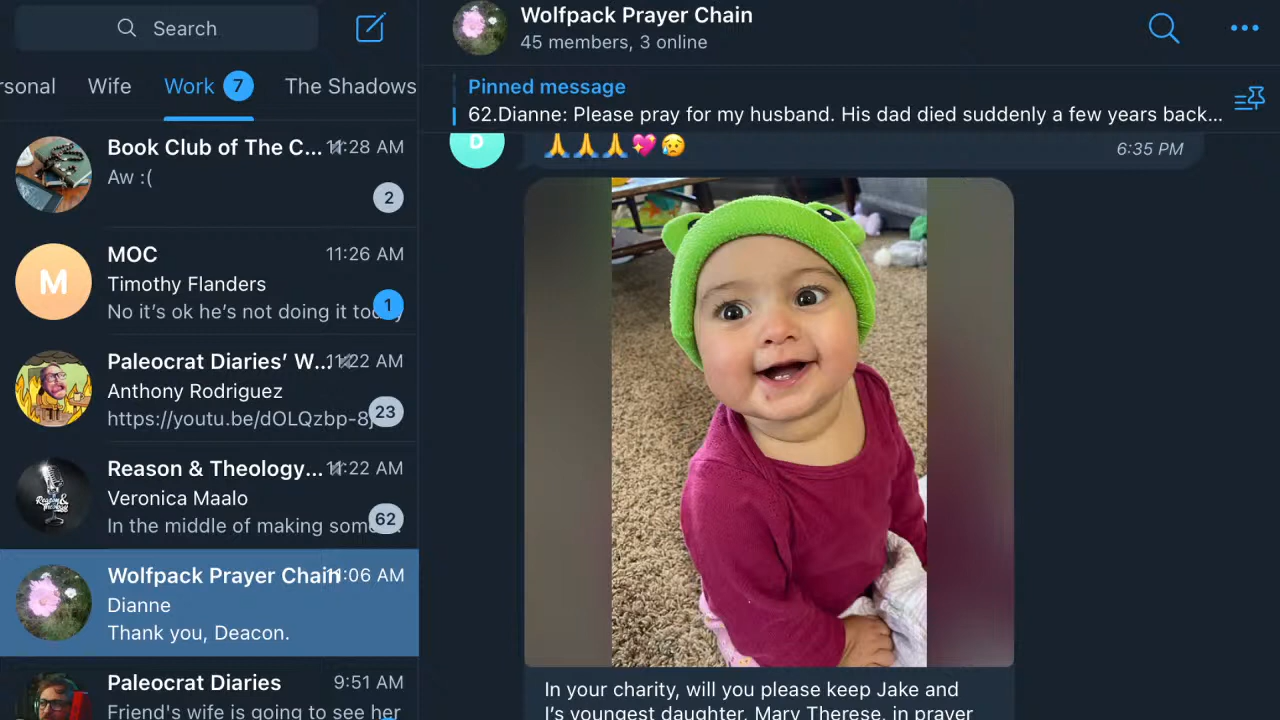 Search
rsonal
Wife
Work 7
The Shadows
Book Club of The C... 11:28 AM
Aw :(
2
MOC 11:26 AM
Timothy Flanders
No it's ok he's not doing it today
1
M
Paleocrat Diaries' W... 11:22 AM
Anthony Rodriguez
https://youtu.be/dOLQzbp-8j
23
Reason & Theology... 11:22 AM
Veronica Maalo
In the middle of making som
62
Reason &
Theology
Wolfpack Prayer Chain 11:06 AM
Dianne
Thank you, Deacon.
Paleocrat Diaries 9:51 AM
Friend's wife is going to see her
Wolfpack Prayer Chain
45 members, 3 online
Pinned message
62.Dianne: Please pray for my husband. His dad died suddenly a few years back...
D
🙏🙏🙏💖😥
6:35 PM
In your charity, will you please keep Jake and
I's youngest daughter, Mary Therese, in prayer